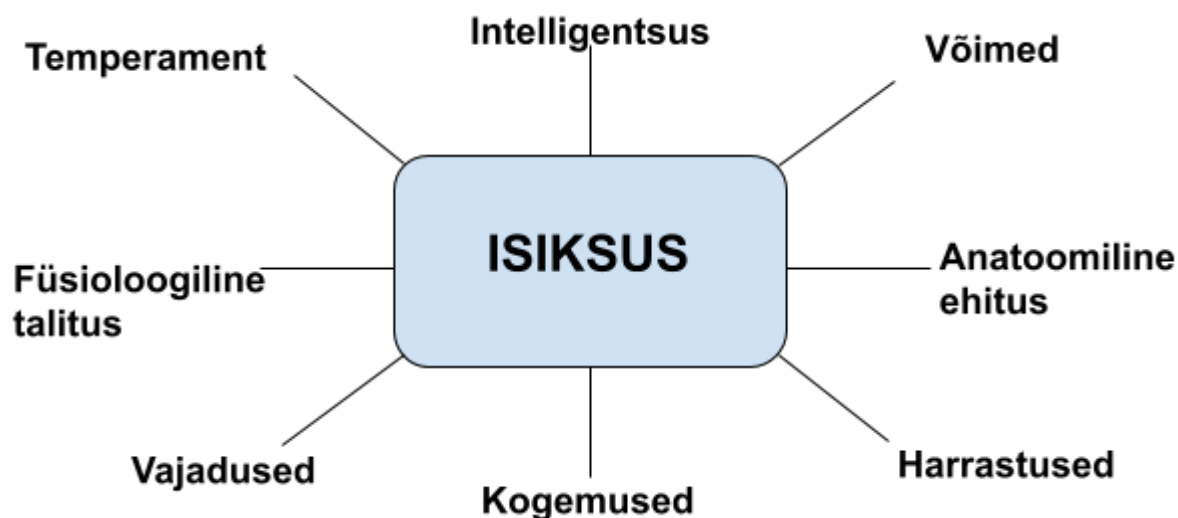 Intelligentsus
Temperament
Võimed
ISIKSUS
Füsioloogiline
talitus
Anatoomiline
ehitus
Vajadused
Kogemused
Harrastused